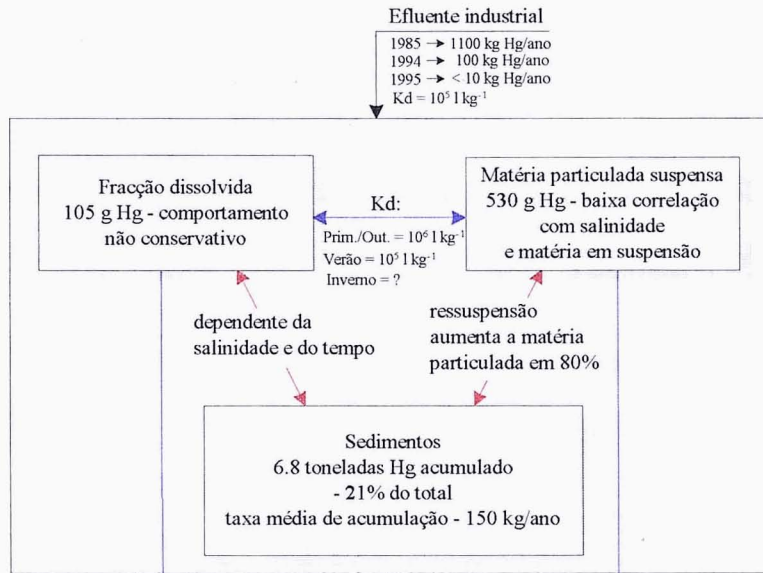 Efluente industrial
1985 → 1100 kg Hg/ano
1994 → 100 kg Hg/ano
1995 → < 10 kg Hg/ano
Kd = 10⁵ l kg⁻¹
Fracção dissolvida
105 g Hg - comportamento
não conservativo
Kd:
Prim./Out. = 10⁶ l kg⁻¹
Verão = 10⁵ l kg⁻¹
Inverno = ?
Matéria particulada suspensa
530 g Hg - baixa correlação
com salinidade
e matéria em suspensão
dependente da
salinidade e do tempo
ressuspensão
aumenta a matéria
particulada em 80%
Sedimentos
6.8 toneladas Hg acumulado
- 21% do total
taxa média de acumulação - 150 kg/ano